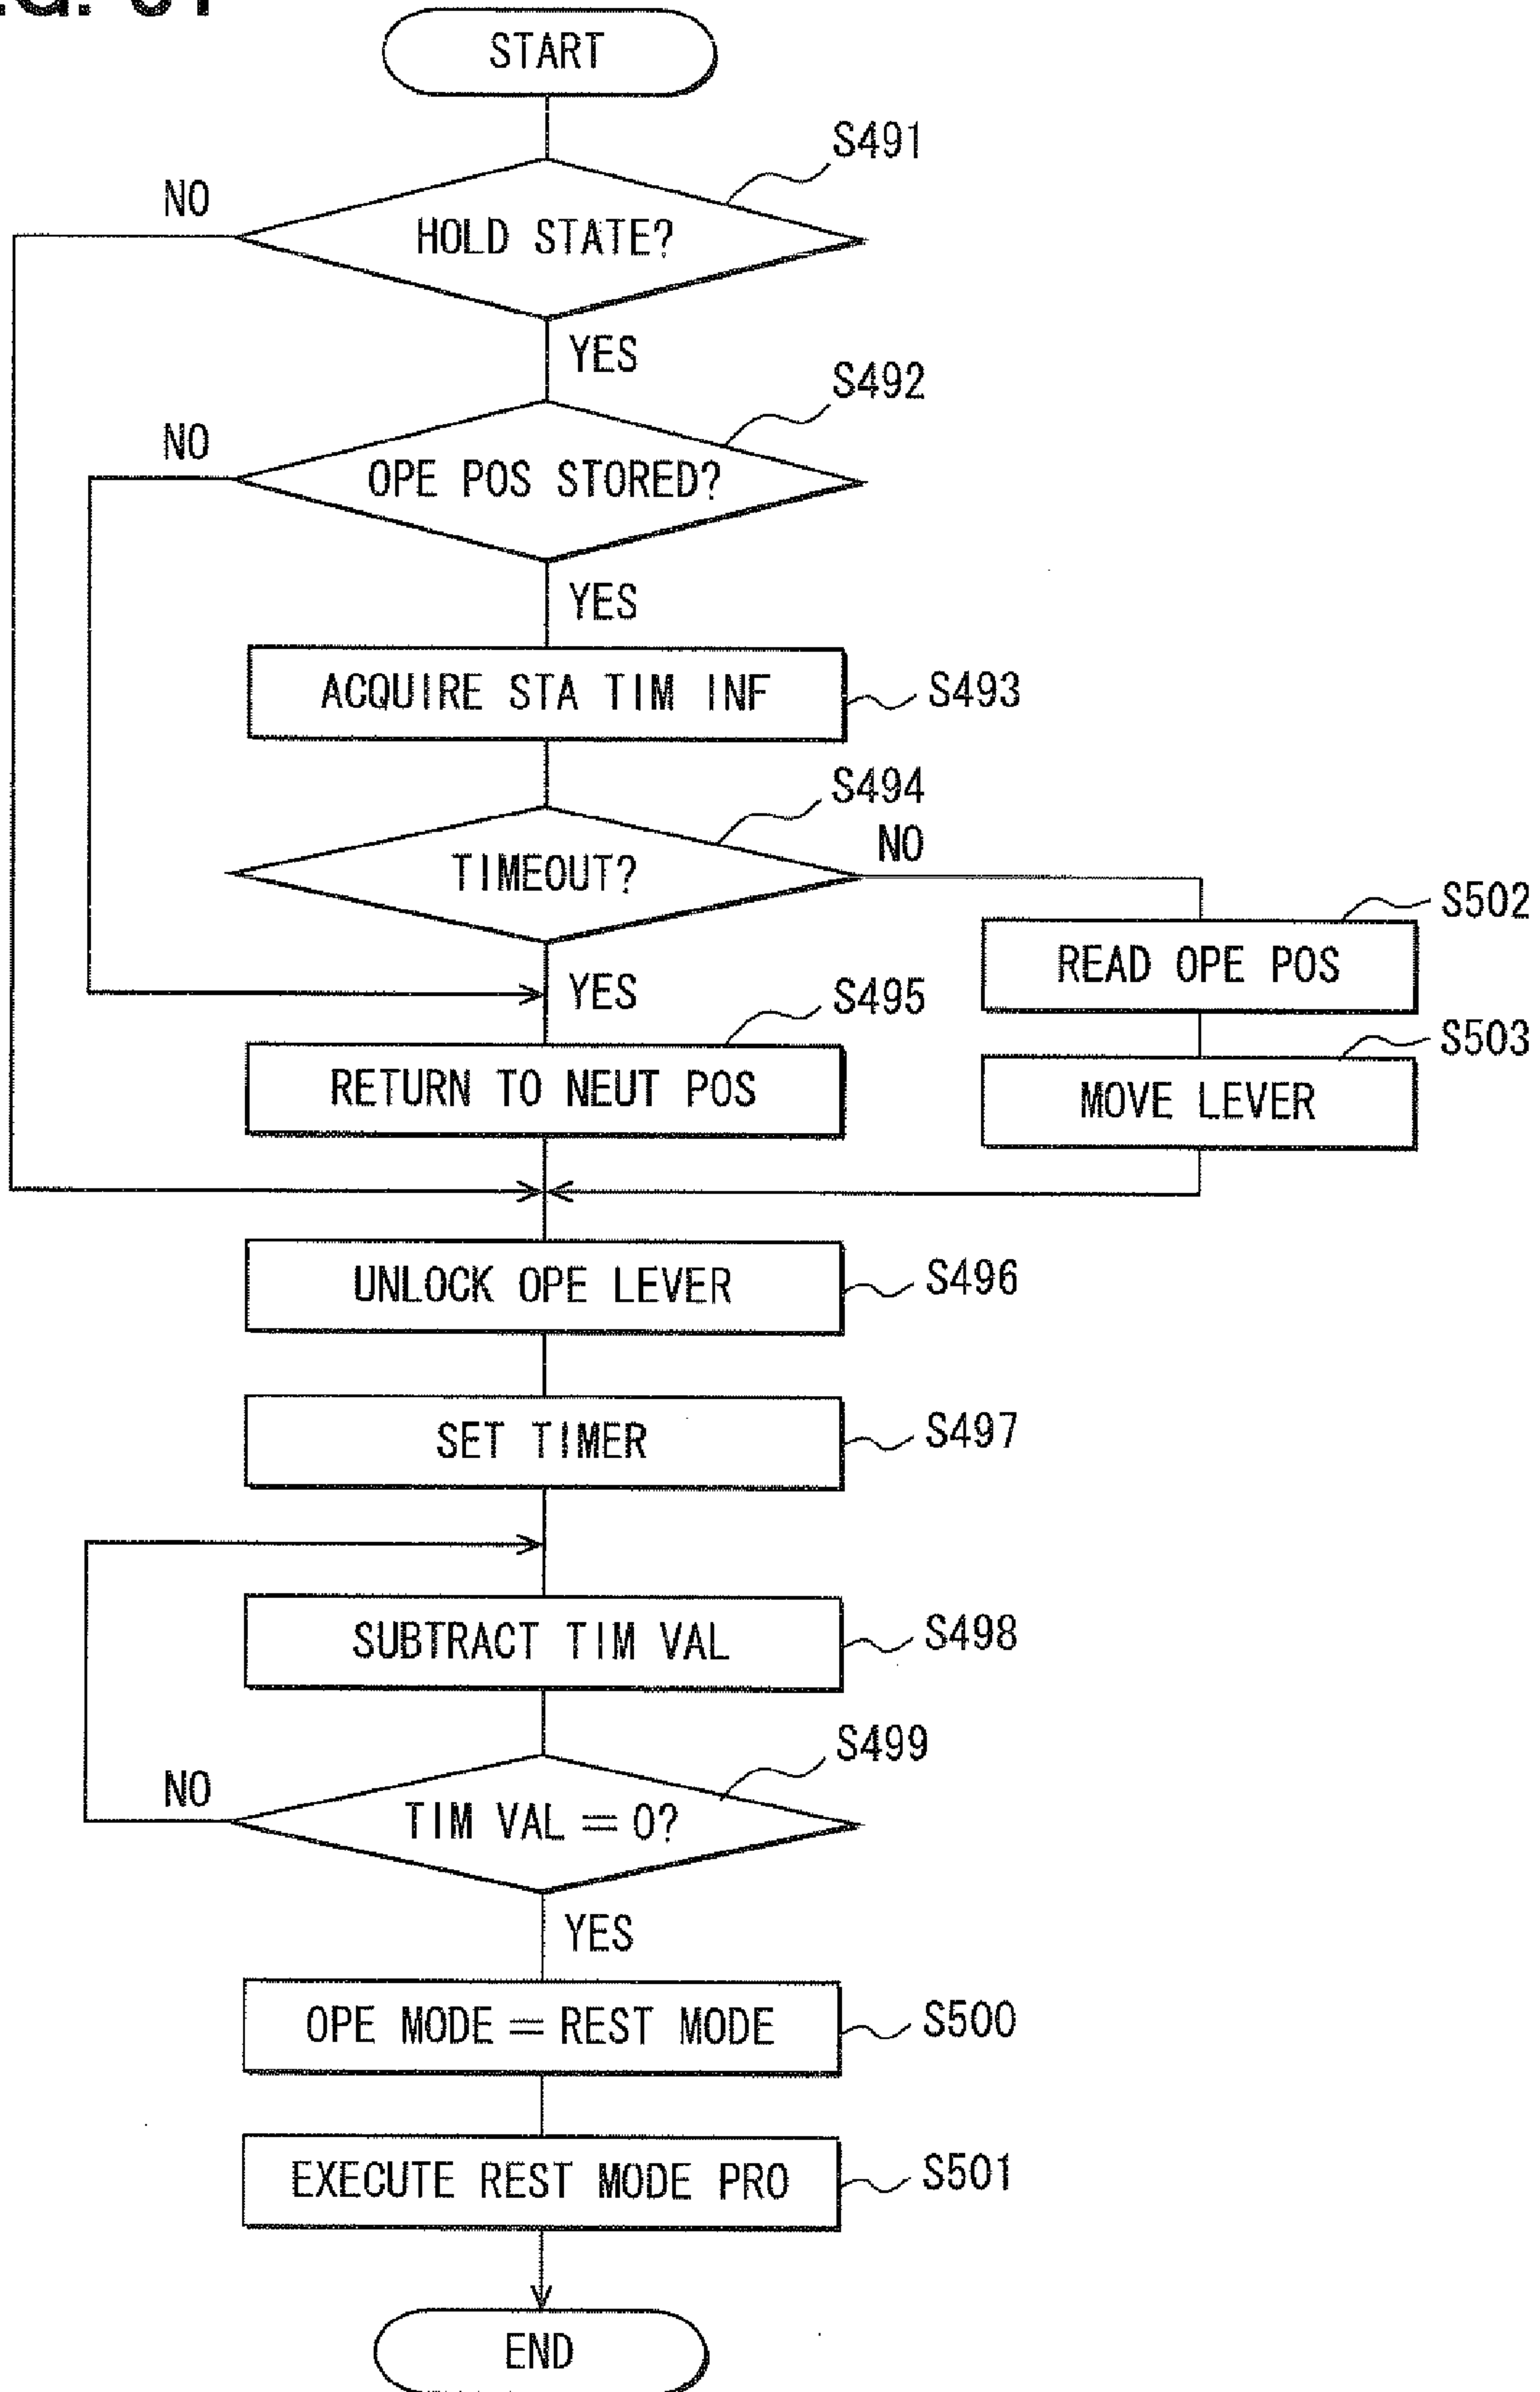 START
S491
NO
HOLD STATE?
YES
S492
NO
OPE POS STORED?
YES
ACQUIRE STA TIM INF
S493
S494
TIMEOUT?
NO
S502
READ OPE POS
YES
S495
S503
RETURN TO NEUT POS
MOVE LEVER
UNLOCK OPE LEVER
S496
SET TIMER
S497
SUBTRACT TIM VAL
S498
S499
NO
TIM VAL = 0?
YES
OPE MODE = REST MODE
S500
EXECUTE REST MODE PRO
S501
END